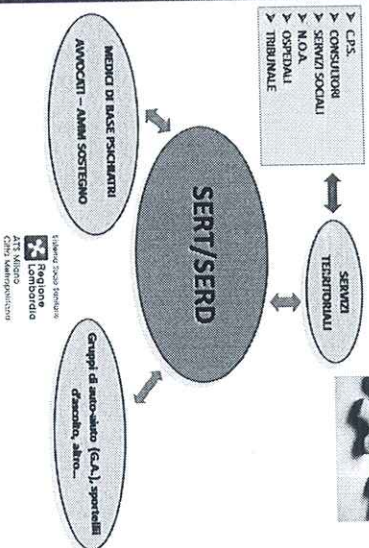 ➤ C.P.S.
➤ CONSULTORI
➤ SERVIZI SOCIALI
➤ N.O.A.
➤ OSPEDALI
➤ TRIBUNALE
SERVIZI
TERRITORIALI
SERT/SERD
MEDICI DI BASE PSICHIATRI
AVVOCATI – AMM SOSTEGNO
Gruppi di auto-aiuto (G.A.), sportelli
d'ascolto, altro...
Sistema Socio Sanitario
Regione
Lombardia
ATS Milano
Città Metropolitana